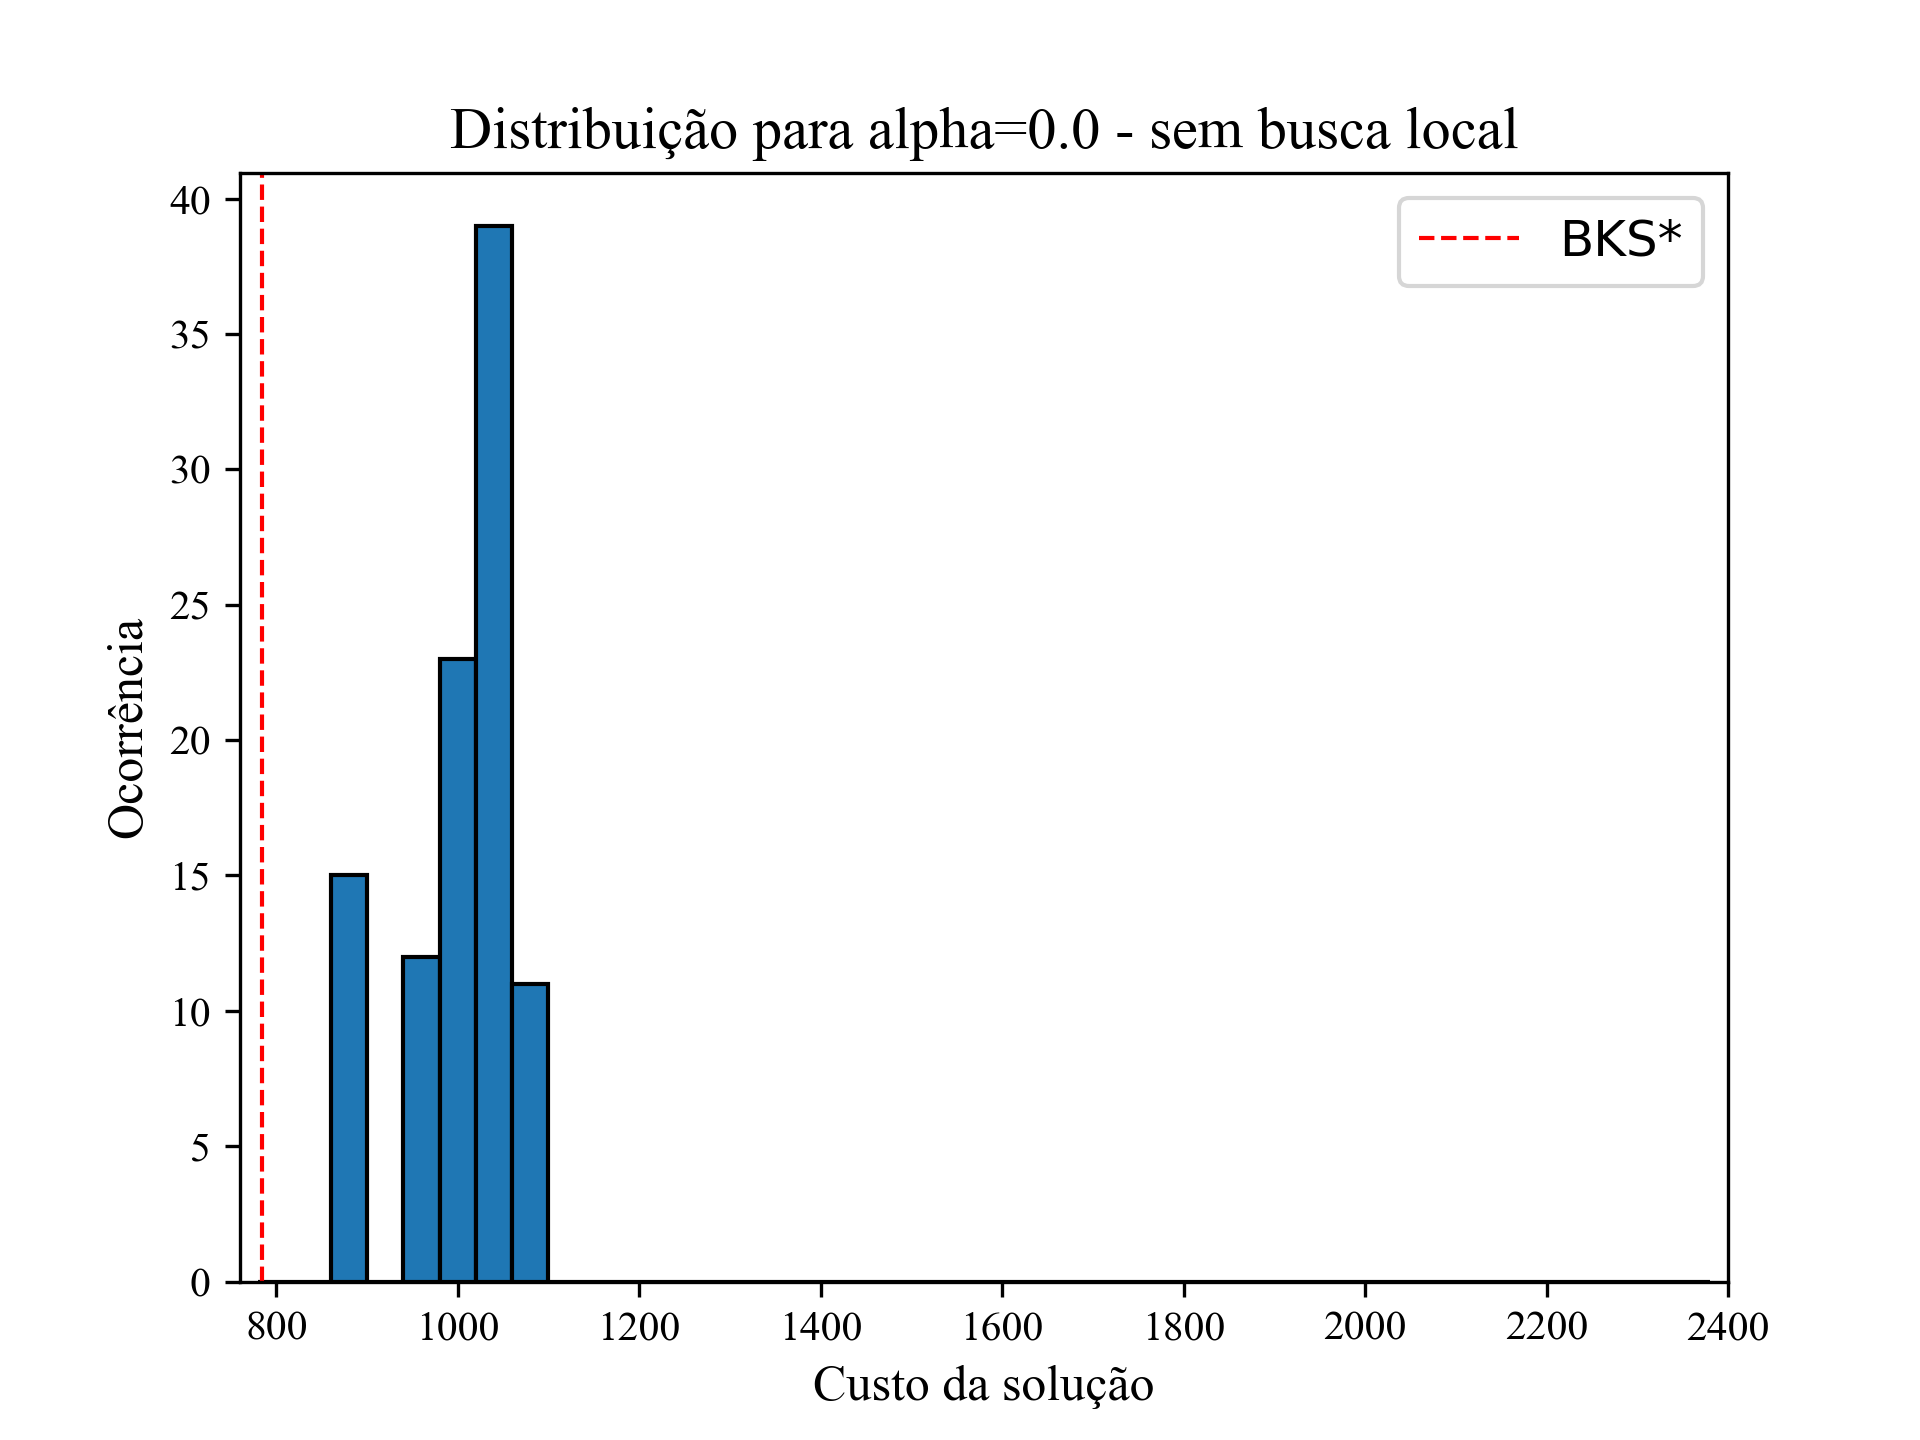 Distribuição para alpha=0.0 - sem busca local
BKS*
Ocorrência
40
35
30
25
20
15
10
5
0
800 1000 1200 1400 1600 1800 2000 2200 2400
Custo da solução